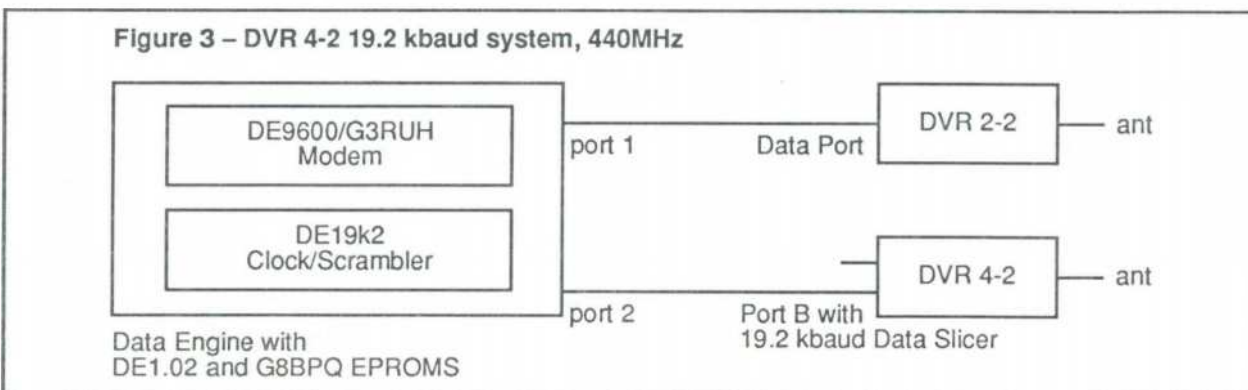 Figure 3 – DVR 4-2 19.2 kbaud system, 440MHz
DE9600/G3RUH
Modem
port 1
Data Port
DVR 2-2
ant
DE19k2
Clock/Scrambler
port 2
Port B with
19.2 kbaud Data Slicer
DVR 4-2
ant
Data Engine with
DE1.02 and G8BPQ EPROMS